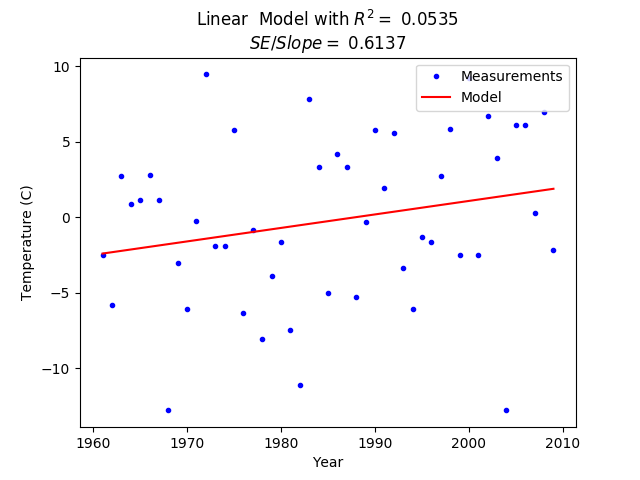 Linear  Model with R² = 0.0535
SE/Slope = 0.6137
Measurements
Model
Temperature (C)
10
5
0
−5
−10
1960 1970 1980 1990 2000 2010
Year